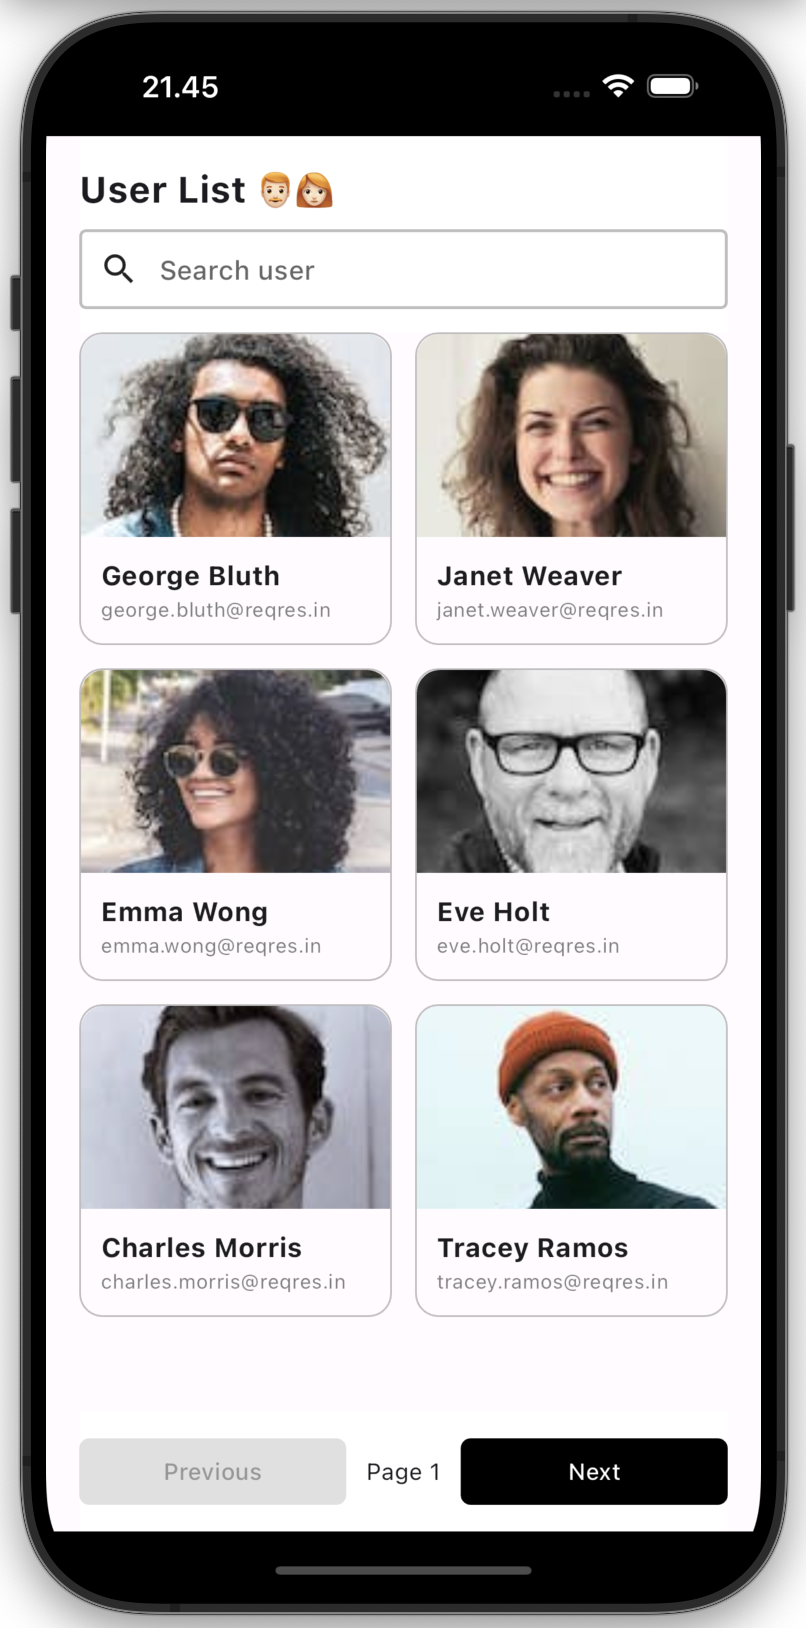 21.45
User List 👨🏼👩🏼‍🦰
Search user
George Bluth
george.bluth@reqres.in
Janet Weaver
janet.weaver@reqres.in
Emma Wong
emma.wong@reqres.in
Eve Holt
eve.holt@reqres.in
Charles Morris
charles.morris@reqres.in
Tracey Ramos
tracey.ramos@reqres.in
Previous
Page 1
Next